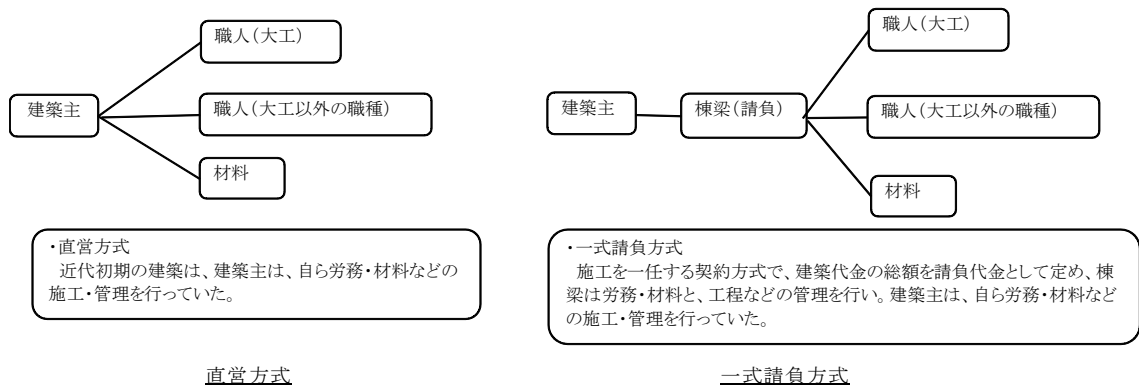 職人(大工)
建築主
職人(大工以外の職種)
材料
・直営方式
近代初期の建築は、建築主は、自ら労務・材料などの
施工・管理を行っていた。
直営方式
職人(大工)
建築主
棟梁(請負)
職人(大工以外の職種)
材料
・一式請負方式
施工を一任する契約方式で、建築代金の総額を請負代金として定め、棟
梁は労務・材料と、工程などの管理を行い。建築主は、自ら労務・材料など
の施工・管理を行っていた。
一式請負方式